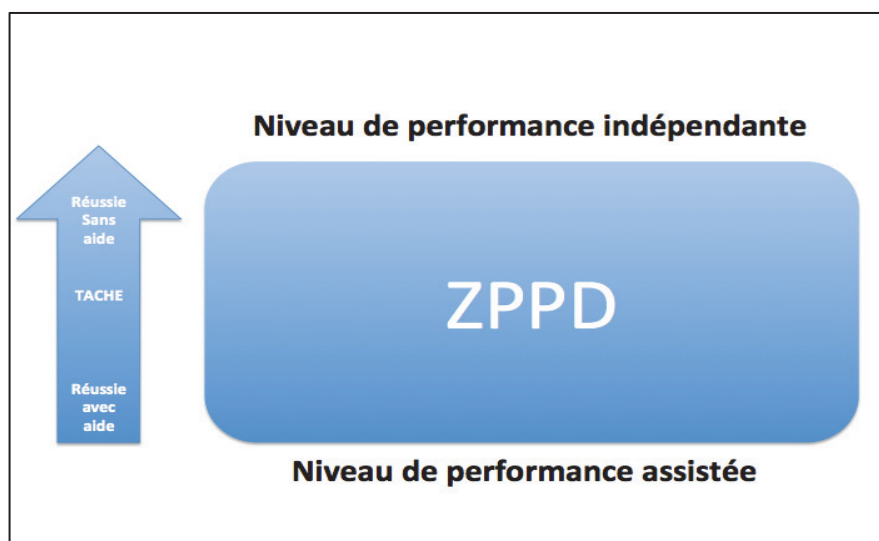 Niveau de performance indépendante
Réussie
Sans
aide
TACHE
Réussie
avec
aide
ZPPD
Niveau de performance assistée